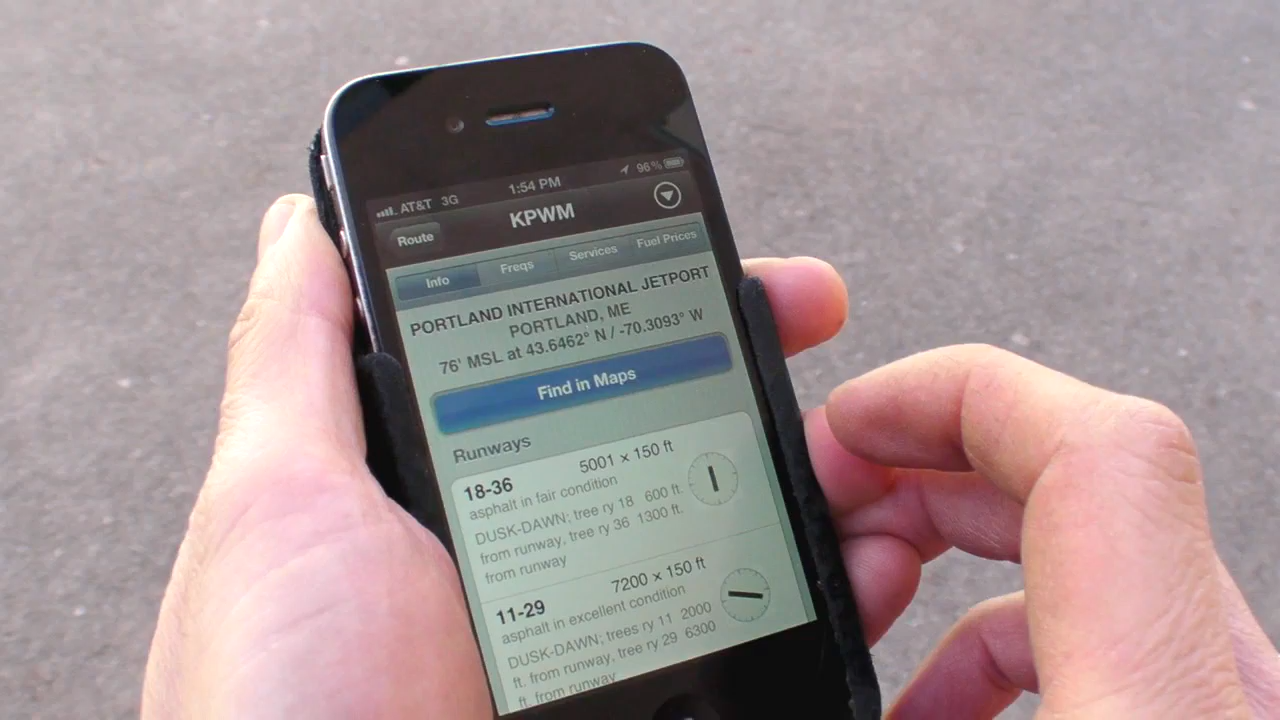 AT&T 3G 1:54 PM 96%
Route KPWM
Info Freqs Services Fuel Prices
PORTLAND INTERNATIONAL JETPORT
PORTLAND, ME
76' MSL at 43.6462° N / -70.3093° W
Find in Maps
Runways
18-36 5001 × 150 ft
asphalt in fair condition
DUSK-DAWN; tree ry 18 600 ft.
from runway, tree ry 36 1300 ft.
from runway
11-29 7200 × 150 ft
asphalt in excellent condition
DUSK-DAWN; trees ry 11 2000
ft. from runway, tree ry 29 6300
ft. from runway